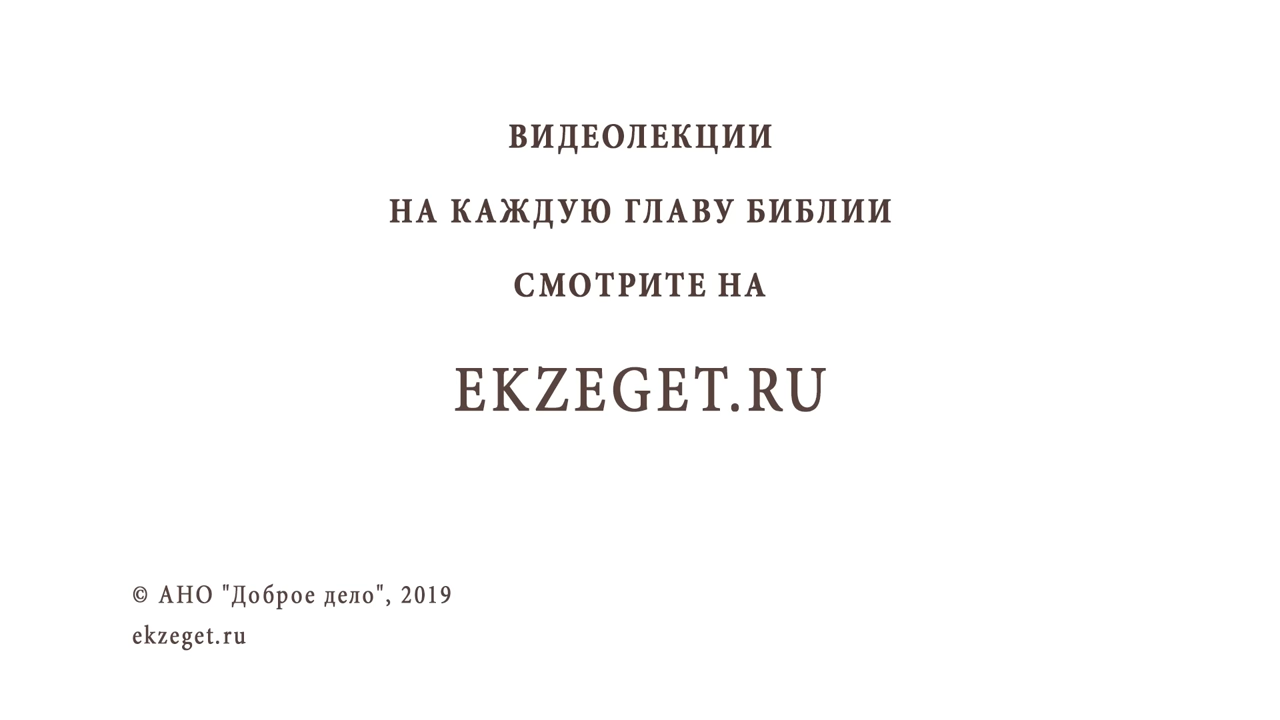 ВИДЕОЛЕКЦИИ
НА КАЖДУЮ ГЛАВУ БИБЛИИ
СМОТРИТЕ НА
EKZEGET.RU
© АНО "Доброе дело", 2019
ekzeget.ru